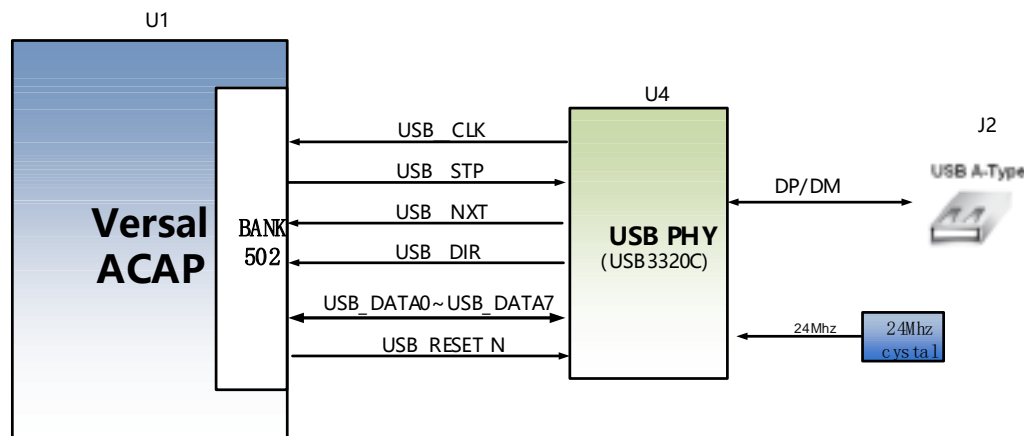 U1
Versal
ACAP
BANK
502
USB_CLK
USB_STP
USB_NXT
USB_DIR
USB_DATA0~USB_DATA7
USB_RESET N
U4
USB PHY
(USB3320C)
DP/DM
J2
USB A-Type
24Mhz
24Mhz
cystal